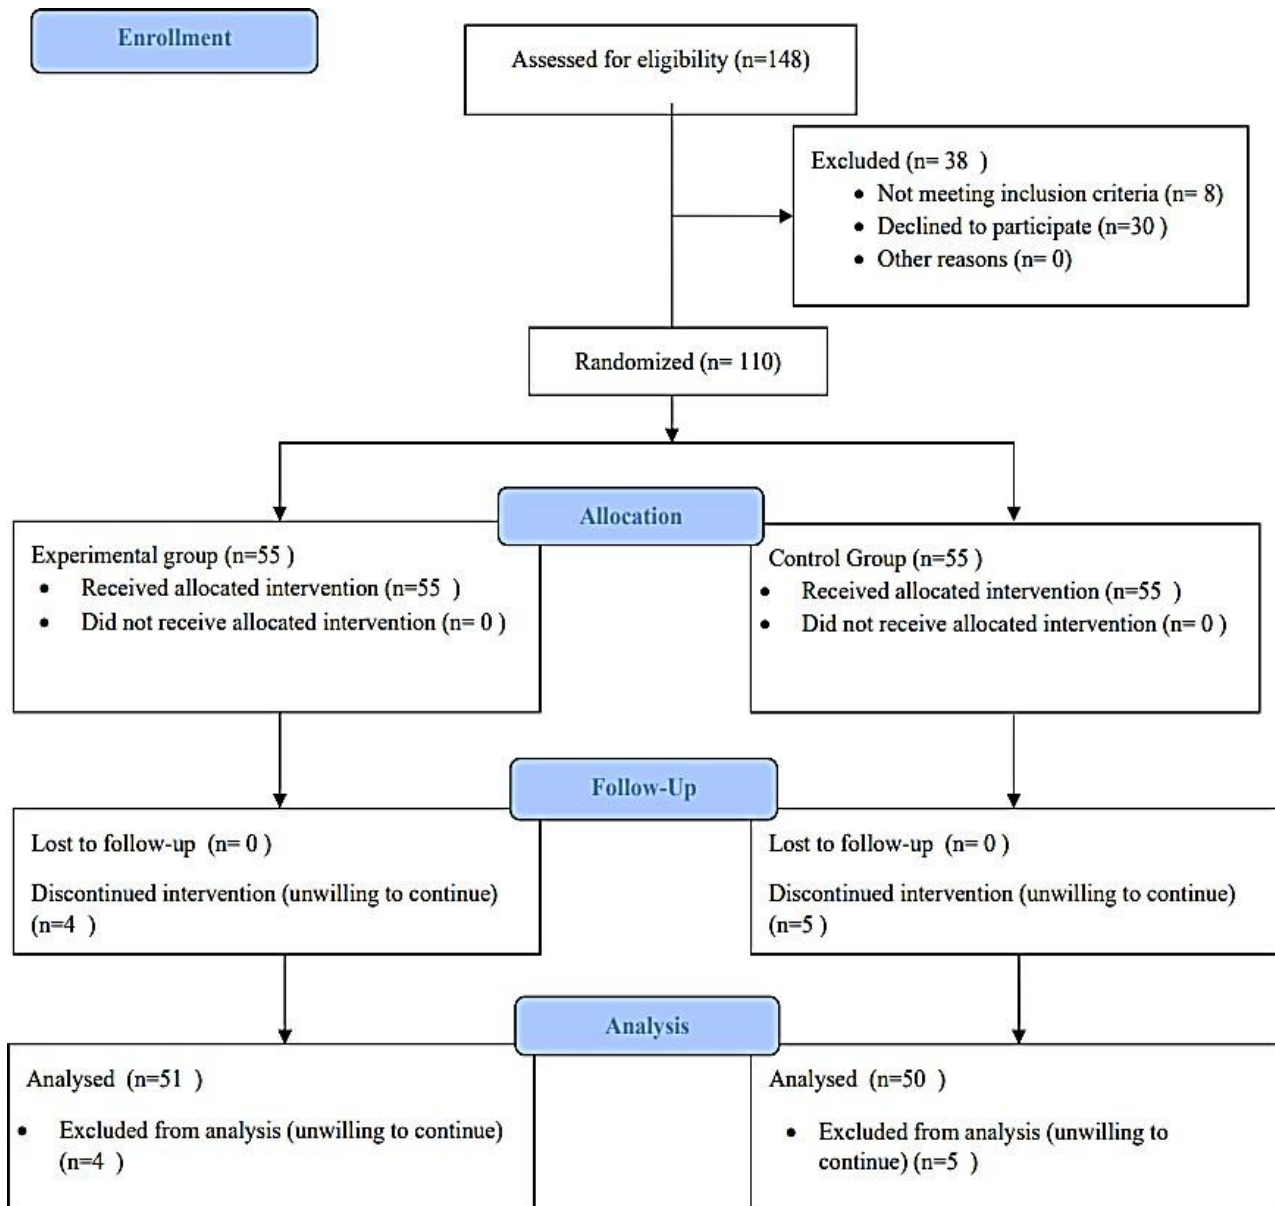 Enrollment
Assessed for eligibility (n=148)
Excluded (n= 38 )
• Not meeting inclusion criteria (n= 8)
• Declined to participate (n=30 )
• Other reasons (n= 0)
Randomized (n= 110)
Allocation
Experimental group (n=55 )
• Received allocated intervention (n=55 )
• Did not receive allocated intervention (n= 0 )
Control Group (n=55 )
• Received allocated intervention (n=55 )
• Did not receive allocated intervention (n= 0 )
Follow-Up
Lost to follow-up (n= 0 )
Discontinued intervention (unwilling to continue)
(n=4 )
Lost to follow-up (n= 0 )
Discontinued intervention (unwilling to continue)
(n=5 )
Analysis
Analysed (n=51 )
• Excluded from analysis (unwilling to continue)
(n=4 )
Analysed (n=50 )
• Excluded from analysis (unwilling to
continue) (n=5 )